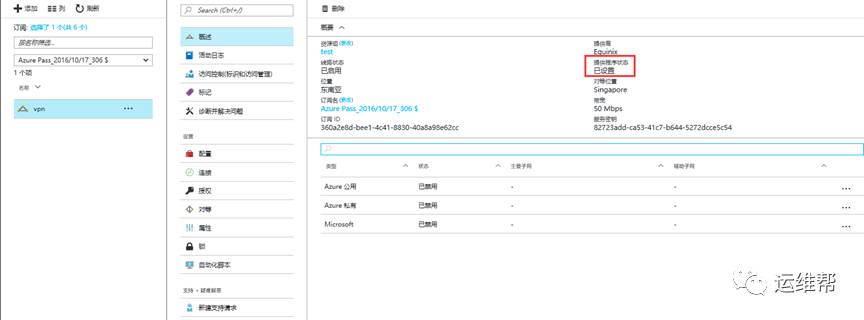 添加 列 刷新
订阅: 选择了 1 个(共 6 个)
按名称筛选...
Azure Pass_2016/10/17_306 $
1 个项
名称
vpn ...
Search (Ctrl+/)
概述
活动日志
访问控制(标识和访问管理)
标记
诊断并解决问题
设置
配置
连接
授权
对等
属性
锁
自动化脚本
支持 + 疑难解答
新建支持请求
删除
概要
资源组 (更改)
test
线路状态
已启用
位置
东南亚
订阅名 (更改)
Azure Pass_2016/10/17_306 $
订阅 ID
360a2e8d-bee1-4c41-8830-40a8a98e62cc
提供商
Equinix
提供程序状态
已设置
对等位置
Singapore
带宽
50 Mbps
服务密钥
82723add-ca53-41c7-b644-5272dcce5c54
类型 状态 主要子网 辅助子网
Azure 公用 已禁用 - - ...
Azure 私有 已禁用 - - ...
Microsoft 已禁用 - - ...
运维帮